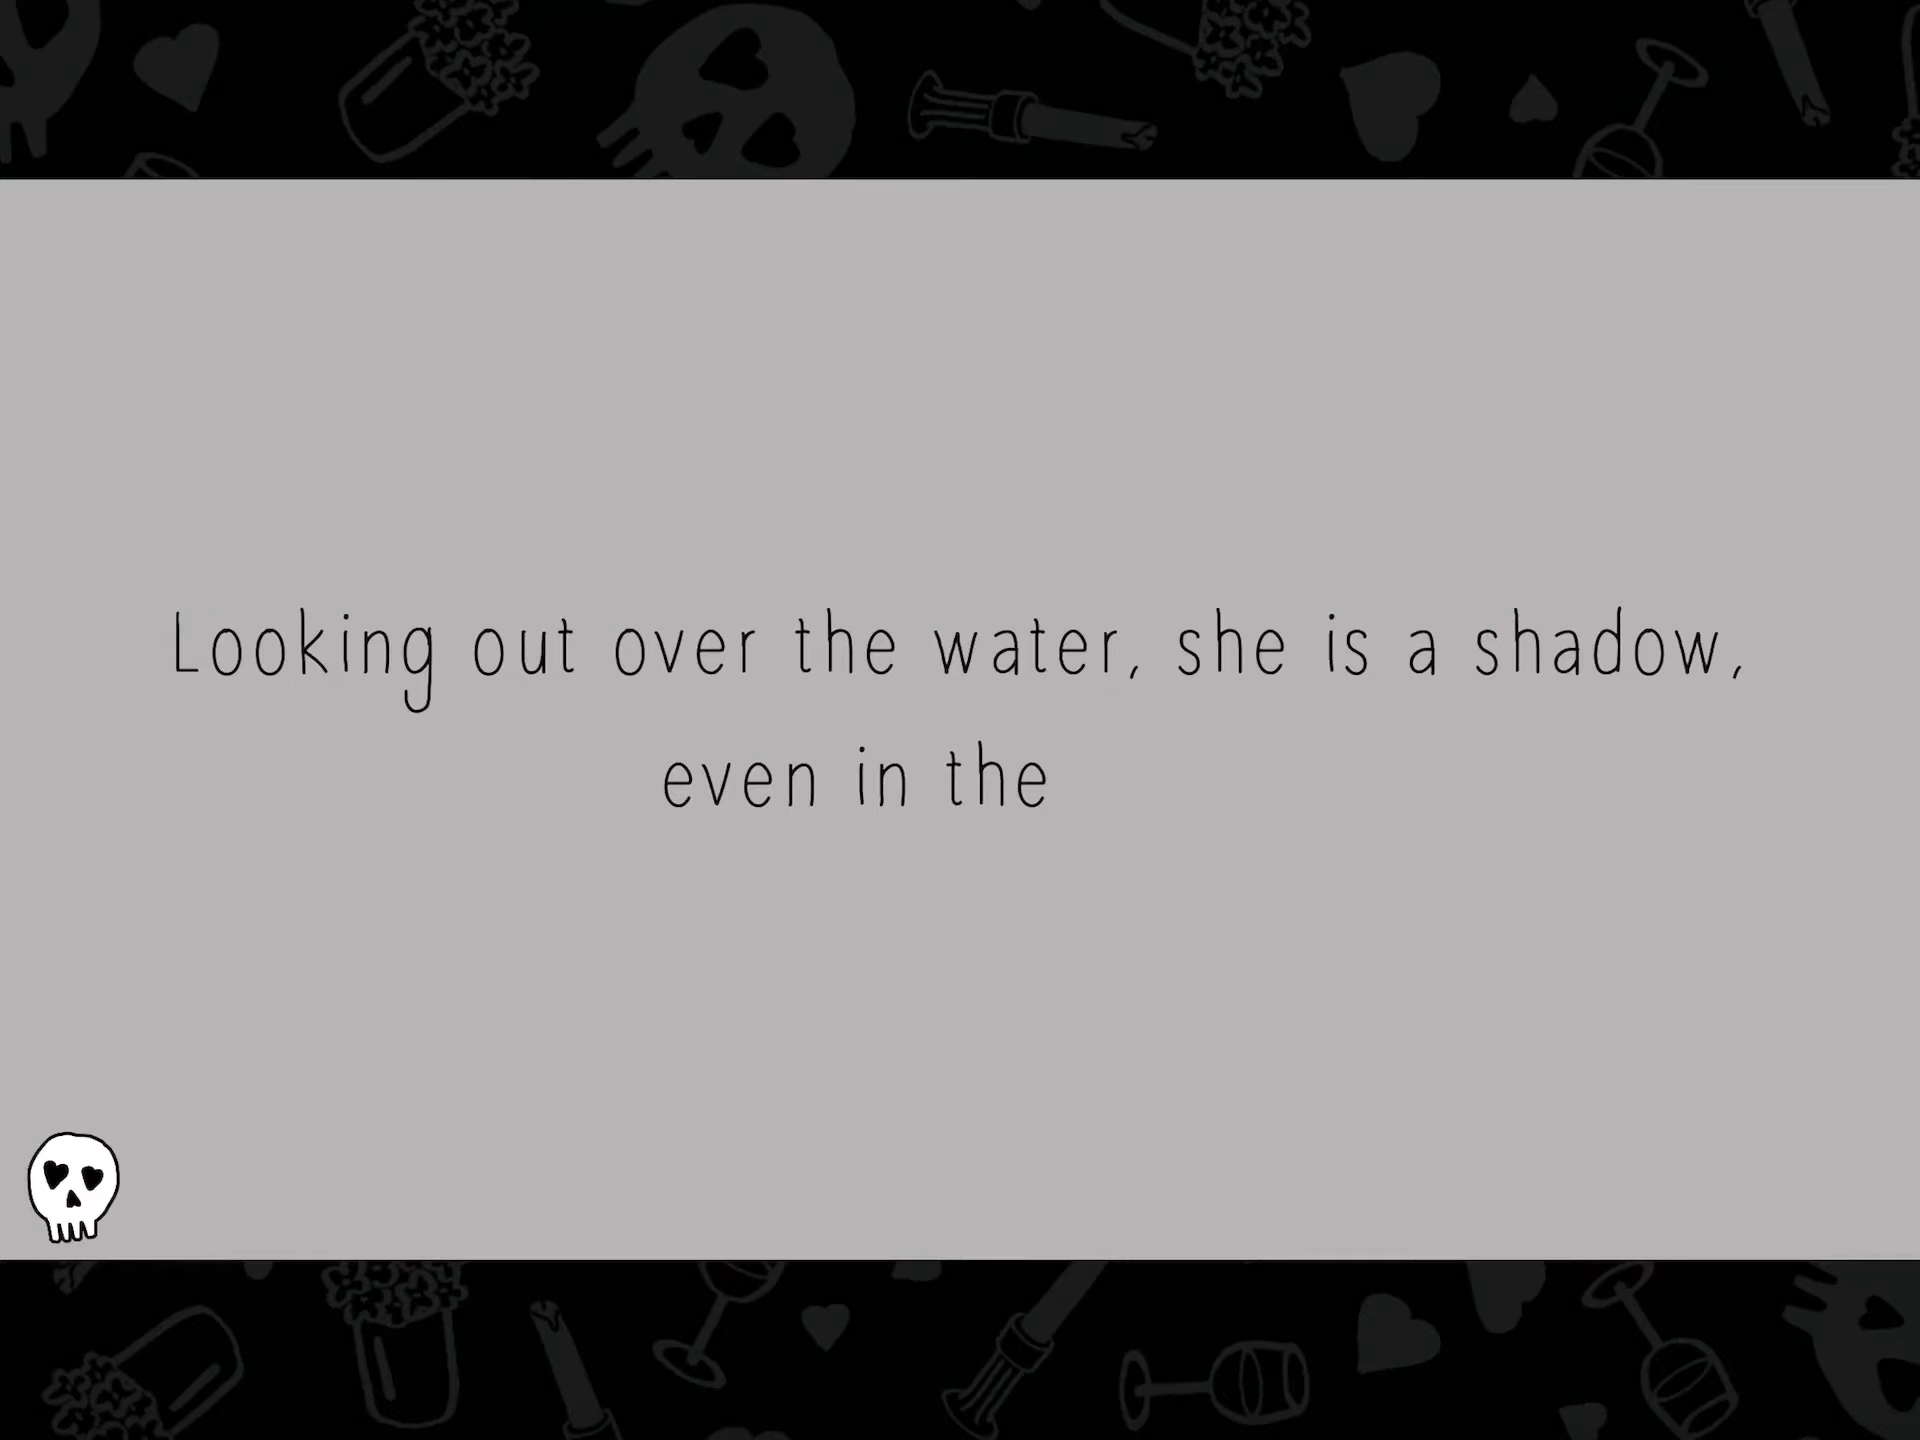 Looking out over the water, she is a shadow,
even in the